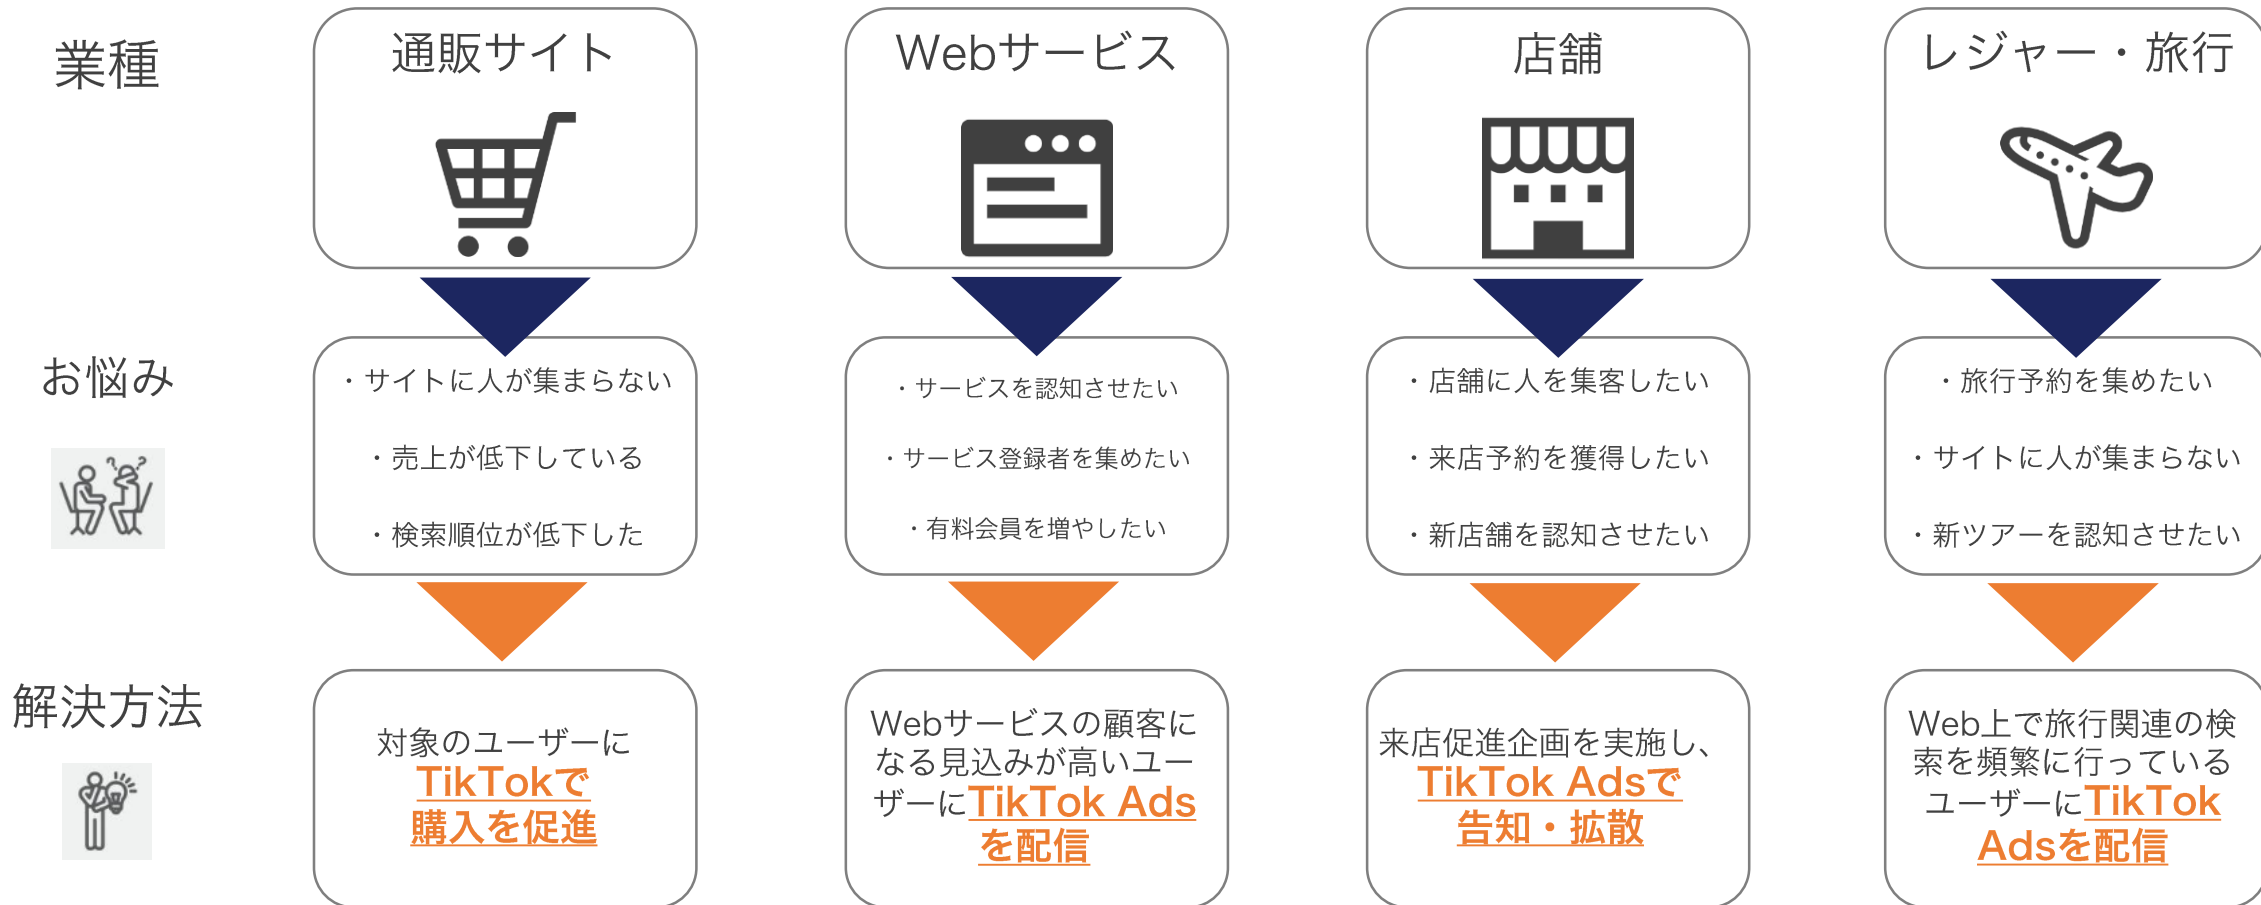 業種
通販サイト
Webサービス
店舗
レジャー・旅行
お悩み
・サイトに人が集まらない
・売上が低下している
・検索順位が低下した
・サービスを認知させたい
・サービス登録者を集めたい
・有料会員を増やしたい
・店舗に人を集客したい
・来店予約を獲得したい
・新店舗を認知させたい
・旅行予約を集めたい
・サイトに人が集まらない
・新ツアーを認知させたい
解決方法
対象のユーザーに
TikTokで
購入を促進
Webサービスの顧客に
なる見込みが高いユー
ザーにTikTok Ads
を配信
来店促進企画を実施し、
TikTok Adsで
告知・拡散
Web上で旅行関連の検
索を頻繁に行っている
ユーザーにTikTok
Adsを配信